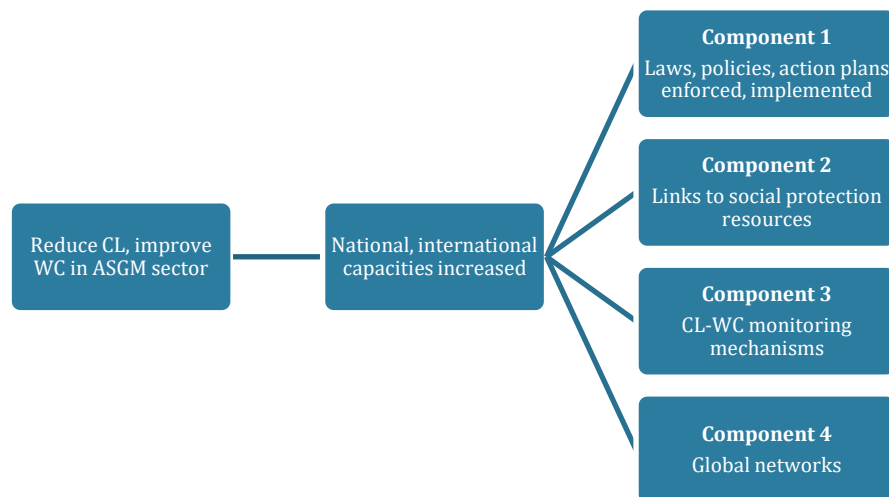 Reduce CL, improve
WC in ASGM sector
National, international
capacities increased
Component 1
Laws, policies, action plans
enforced, implemented
Component 2
Links to social protection
resources
Component 3
CL-WC monitoring
mechanisms
Component 4
Global networks